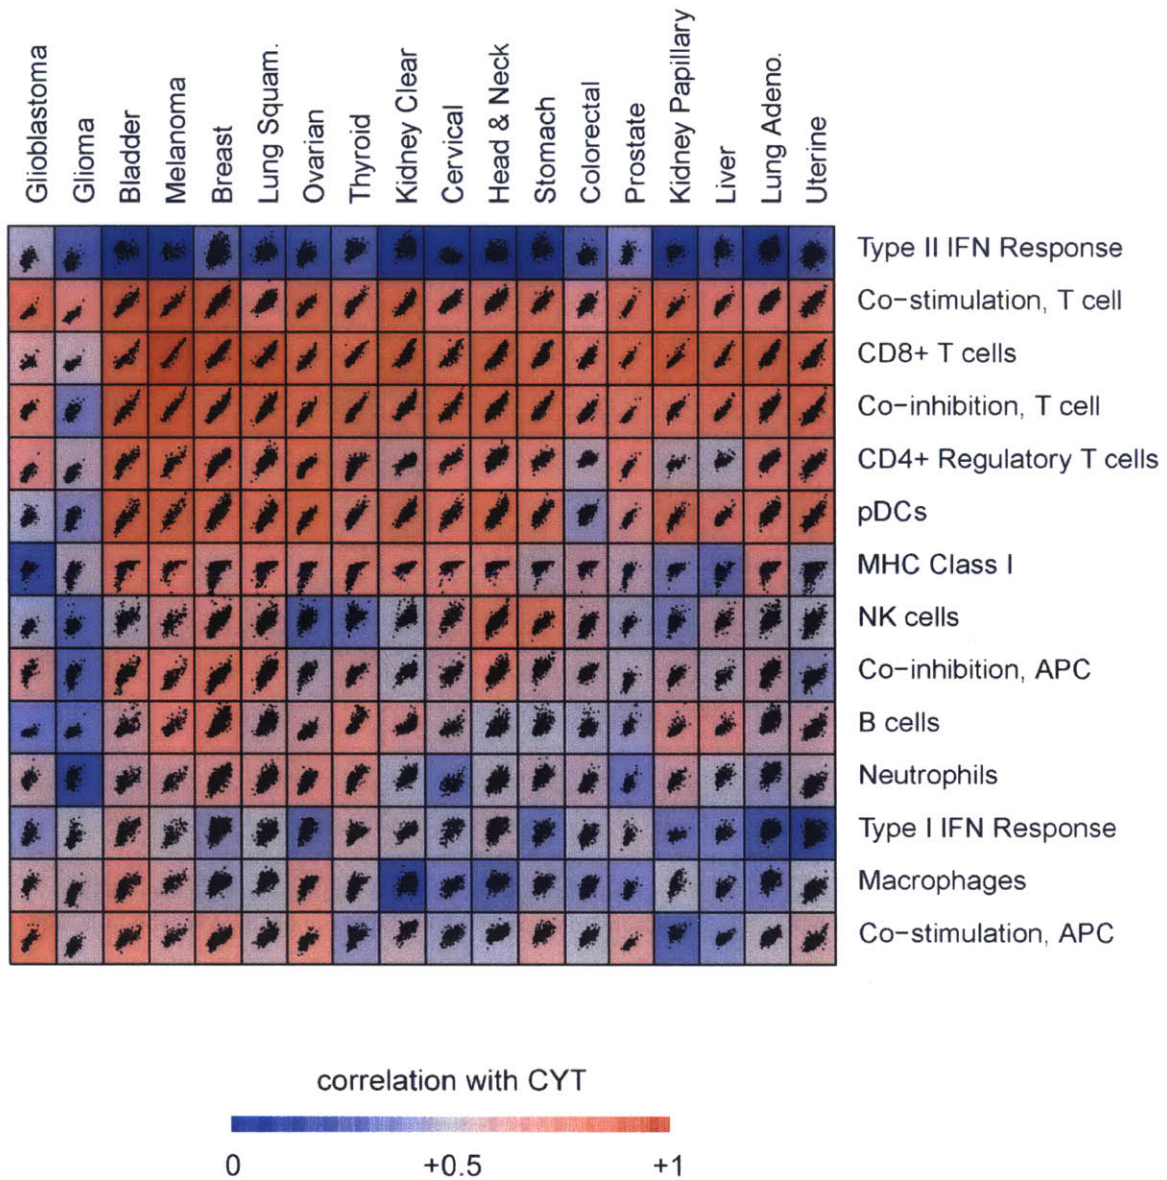 Glioblastoma
Glioma
Bladder
Melanoma
Breast
Lung Squam.
Ovarian
Thyroid
Kidney Clear
Cervical
Head & Neck
Stomach
Colorectal
Prostate
Kidney Papillary
Liver
Lung Adeno.
Uterine
Type II IFN Response
Co-stimulation, T cell
CD8+ T cells
Co-inhibition, T cell
CD4+ Regulatory T cells
pDCs
MHC Class I
NK cells
Co-inhibition, APC
B cells
Neutrophils
Type I IFN Response
Macrophages
Co-stimulation, APC
correlation with CYT
0 +0.5 +1